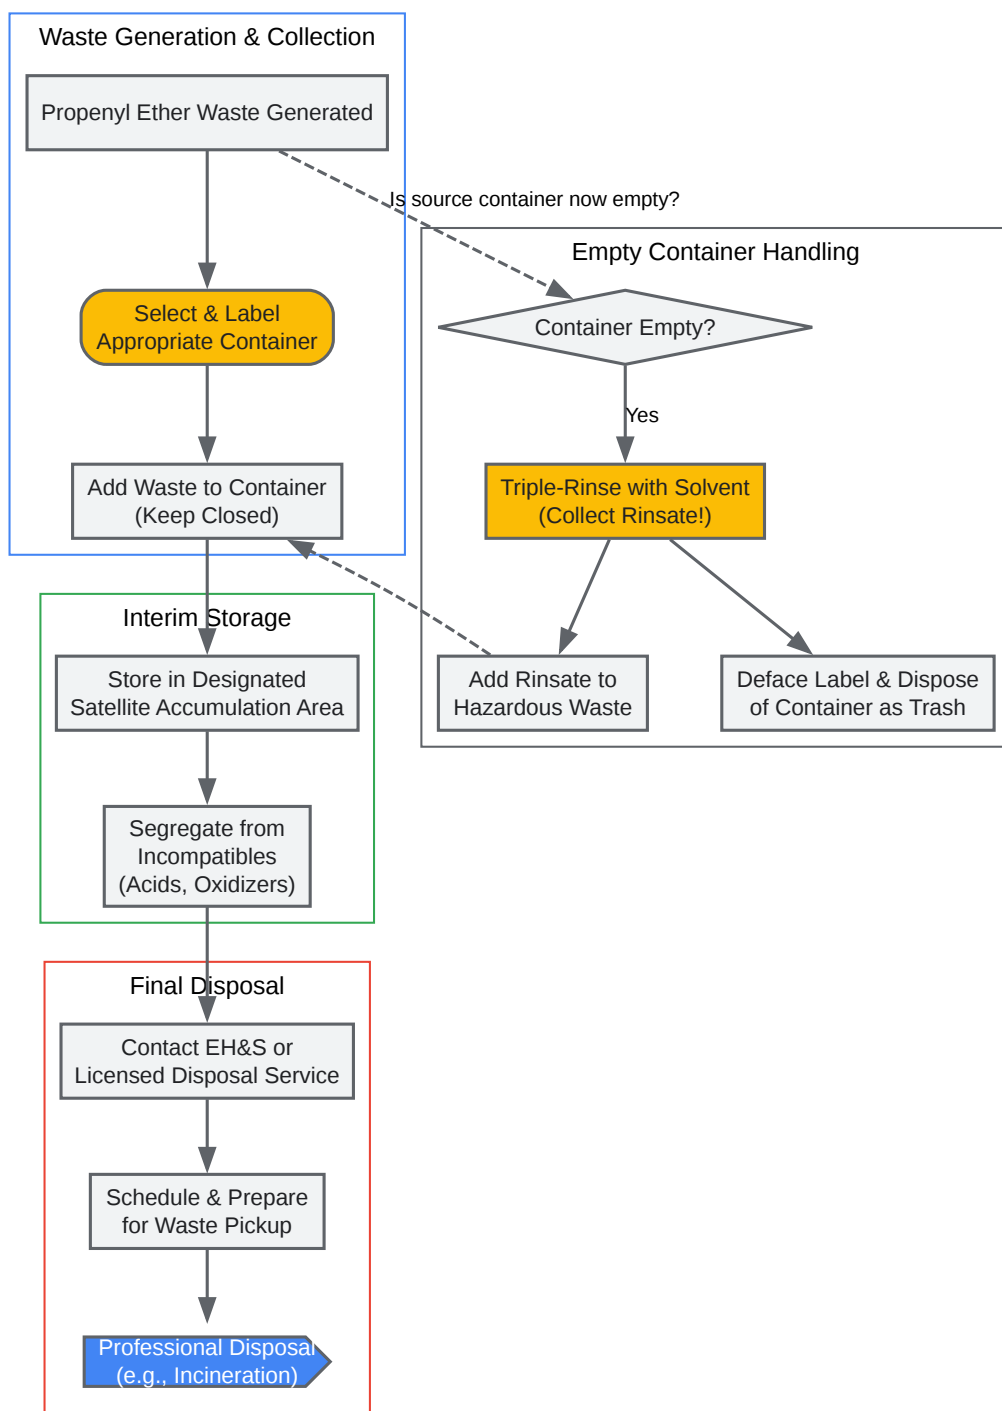 Waste Generation & Collection
Propenyl Ether Waste Generated
Is source container now empty?
Empty Container Handling
Select & Label
Appropriate Container
Container Empty?
Yes
Add Waste to Container
(Keep Closed)
Triple-Rinse with Solvent
(Collect Rinsate!)
Interim Storage
Store in Designated
Satellite Accumulation Area
Add Rinsate to
Hazardous Waste
Deface Label & Dispose
of Container as Trash
Segregate from
Incompatibles
(Acids, Oxidizers)
Final Disposal
Contact EH&S or
Licensed Disposal Service
Schedule & Prepare
for Waste Pickup
Professional Disposal
(e.g., Incineration)